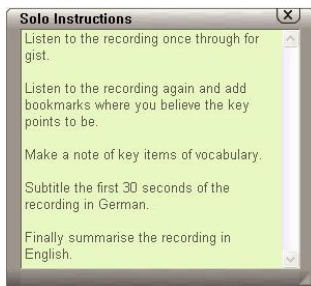 Solo Instructions
Listen to the recording once through for
gist.
Listen to the recording again and add
bookmarks where you believe the key
points to be.
Make a note of key items of vocabulary.
Subtitle the first 30 seconds of the
recording in German.
Finally summarise the recording in
English.